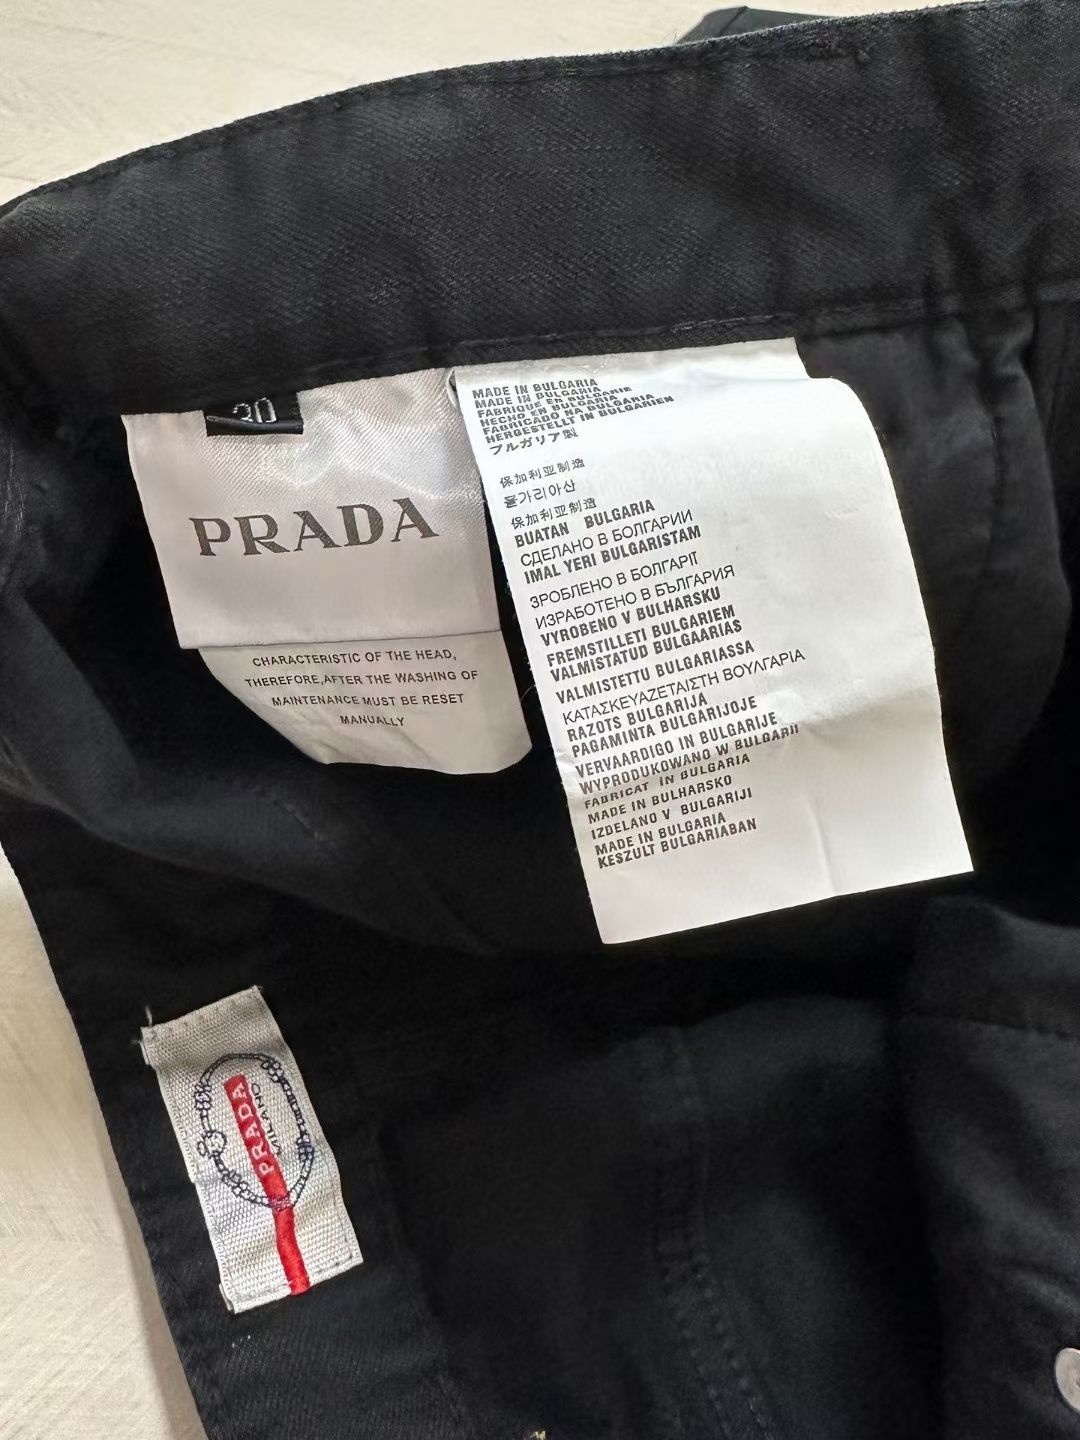 30
PRADA
CHARACTERISTIC OF THE HEAD,
THEREFORE,AFTER THE WASHING OF
MAINTENANCE MUST BE RESET
MANUALLY
MADE IN BULGARIA
MADE IN BULGARIA
FABRIQUE EN BULGARIE
HECHO EN BULGARIA
FABRICADO NA BULGARIA
HERGESTELLT IN BULGARIEN
ブルガリア製
保加利亚制造
불가리아산
保加利亚制造
BUATAN BULGARIA
СДЕЛАНО В БОЛГАРИИ
IMAL YERI BULGARISTAM
ЗРОБЛЕНО В БОЛГАРІІ
ИЗРАБОТЕНО В БЪЛГАРИЯ
VYROBENO V BULHARSKU
FREMSTILLETI BULGARIEM
VALMISTATUD BULGAARIAS
VALMISTETTU BULGARIASSA
ΚΑΤΑΣΚΕΥΑΖΕΤΑΙΣΤΗ ΒΟΥΛΓΑΡΙΑ
RAZOTS BULGARIJA
PAGAMINTA BULGARIJOJE
VERVAARDIGO IN BULGARIJE
WYPRODUKOWANO W BULGARII
FABRICAT IN BULGARIA
MADE IN BULHARSKO
IZDELANO V BULGARIJI
MADE IN BULGARIA
KESZULT BULGARIABAN
PRADA
MILANO